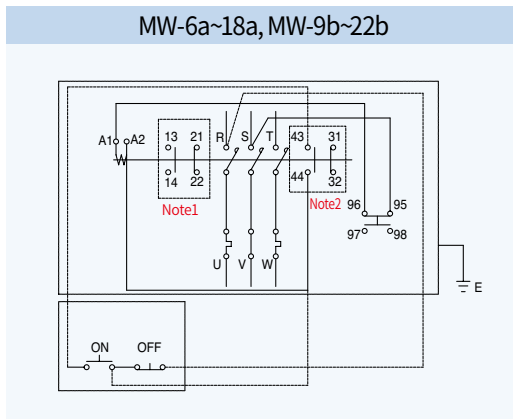 MW-6a~18a, MW-9b~22b
A1 A2 13 21 R S T 43 31
14 22 44 32
Note1 Note2
96 95
97 98
U V W
E
ON OFF